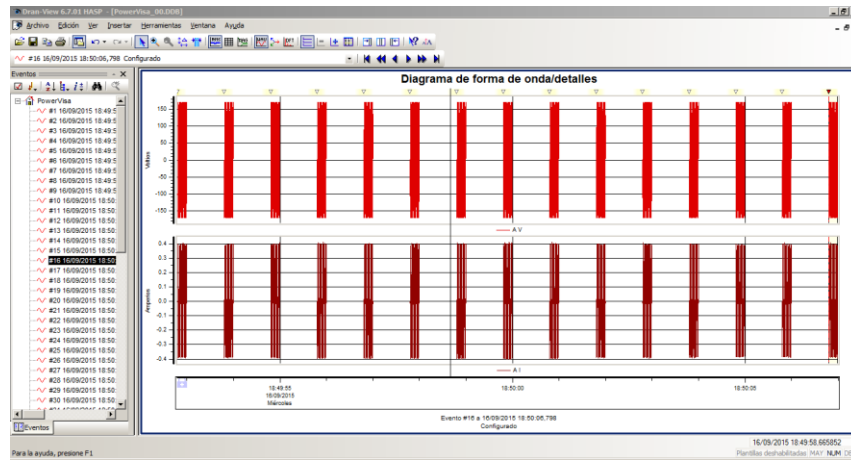 Dran-View 6.7.01 HASP - [PowerVisa_00.DDB]
Archivo Edición Ver Insertar Herramientas Ventana Ayuda
#16 16/09/2015 18:50:06,798 Configurado
Eventos
PowerVisa
#1 16/09/2015 18:49:5
#2 16/09/2015 18:49:5
#3 16/09/2015 18:49:5
#4 16/09/2015 18:49:5
#5 16/09/2015 18:49:5
#6 16/09/2015 18:49:5
#7 16/09/2015 18:49:5
#8 16/09/2015 18:49:5
#9 16/09/2015 18:49:5
#10 16/09/2015 18:50:
#11 16/09/2015 18:50:
#12 16/09/2015 18:50:
#13 16/09/2015 18:50:
#14 16/09/2015 18:50:
#15 16/09/2015 18:50:
#16 16/09/2015 18:50:
#17 16/09/2015 18:50:
#18 16/09/2015 18:50:
#19 16/09/2015 18:50:
#20 16/09/2015 18:50:
#21 16/09/2015 18:50:
#22 16/09/2015 18:50:
#23 16/09/2015 18:50:
#24 16/09/2015 18:50:
#25 16/09/2015 18:50:
#26 16/09/2015 18:50:
#27 16/09/2015 18:50:
#28 16/09/2015 18:50:
#29 16/09/2015 18:50:
#30 16/09/2015 18:50:
Eventos
Diagrama de forma de onda/detalles
Voltios
150
100
50
0
-50
-100
-150
A V
Amperios
0.4
0.3
0.2
0.1
0.0
-0.1
-0.2
-0.3
-0.4
A I
18:49:55
16/09/2015
Miércoles
18:50:00
18:50:05
Evento #16 a 16/09/2015 18:50:06,798
Configurado
16/09/2015 18:49:58.665852
Para la ayuda, presione F1
Plantillas deshabilitadas MAY NUM DE